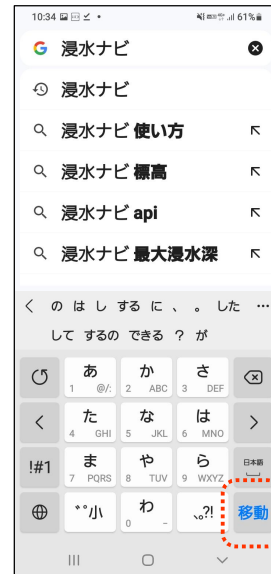 10:34 61%
浸水ナビ
浸水ナビ
浸水ナビ 使い方
浸水ナビ 標高
浸水ナビ api
浸水ナビ 最大浸水深
の は し する に 、 。 した …
して するの できる ? が
あ か さ
1 @/: 2 ABC 3 DEF
た な は
4 GHI 5 JKL 6 MNO
!#1 ま や ら 日本語
7 PQRS 8 TUV 9 WXYZ
゛゜小 わ 、。?! 移動
0 _